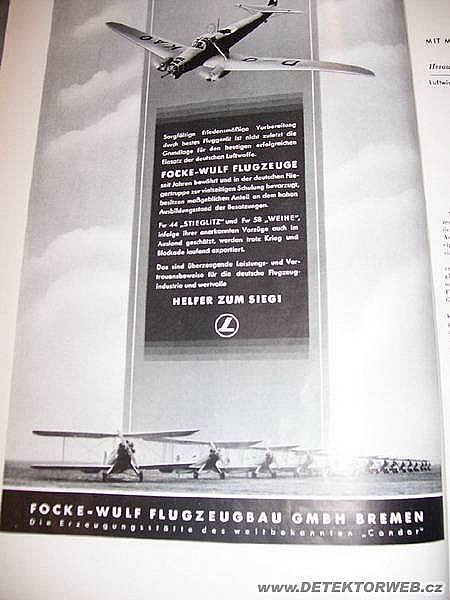 MIT M
Heraus
Luftwa
Sorgfältige friedensmäßige Vorbereitung
durch bestes Fluggerät ist nicht zuletzt die
Grundlage für den heutigen erfolgreichen
Einsatz der deutschen Luftwaffe.
FOCKE-WULF FLUGZEUGE
seit Jahren bewährt und in der deutschen Flie-
gertruppe zur vielseitigen Schulung bevorzugt,
besitzen maßgeblichen Anteil an dem hohen
Ausbildungsstand der Besatzungen.
Fw 44 „STIEGLITZ" und Fw 58 „WEIHE",
infolge ihrer anerkannten Vorzüge auch im
Ausland geschätzt, werden trotz Krieg und
Blockade laufend exportiert.
Das sind überzeugende Leistungs- und Ver-
trauensbeweise für die deutsche Flugzeug-
industrie und wertvolle
HELFER ZUM SIEG!
FOCKE-WULF FLUGZEUGBAU GMBH BREMEN
Die Erzeugungsstätte des weltbekannten „Condor"
www.DETEKTORWEB.cz